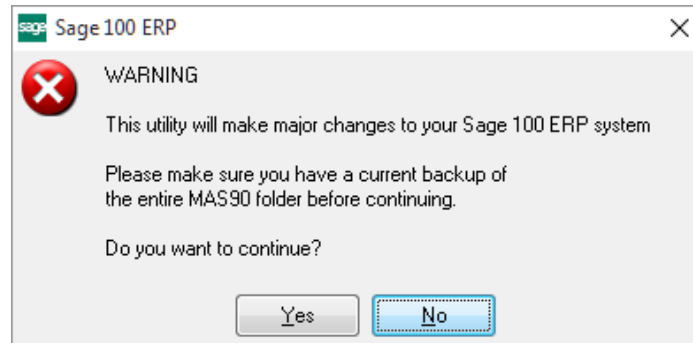 sage Sage 100 ERP
WARNING
This utility will make major changes to your Sage 100 ERP system
Please make sure you have a current backup of
the entire MAS90 folder before continuing.
Do you want to continue?
Yes No